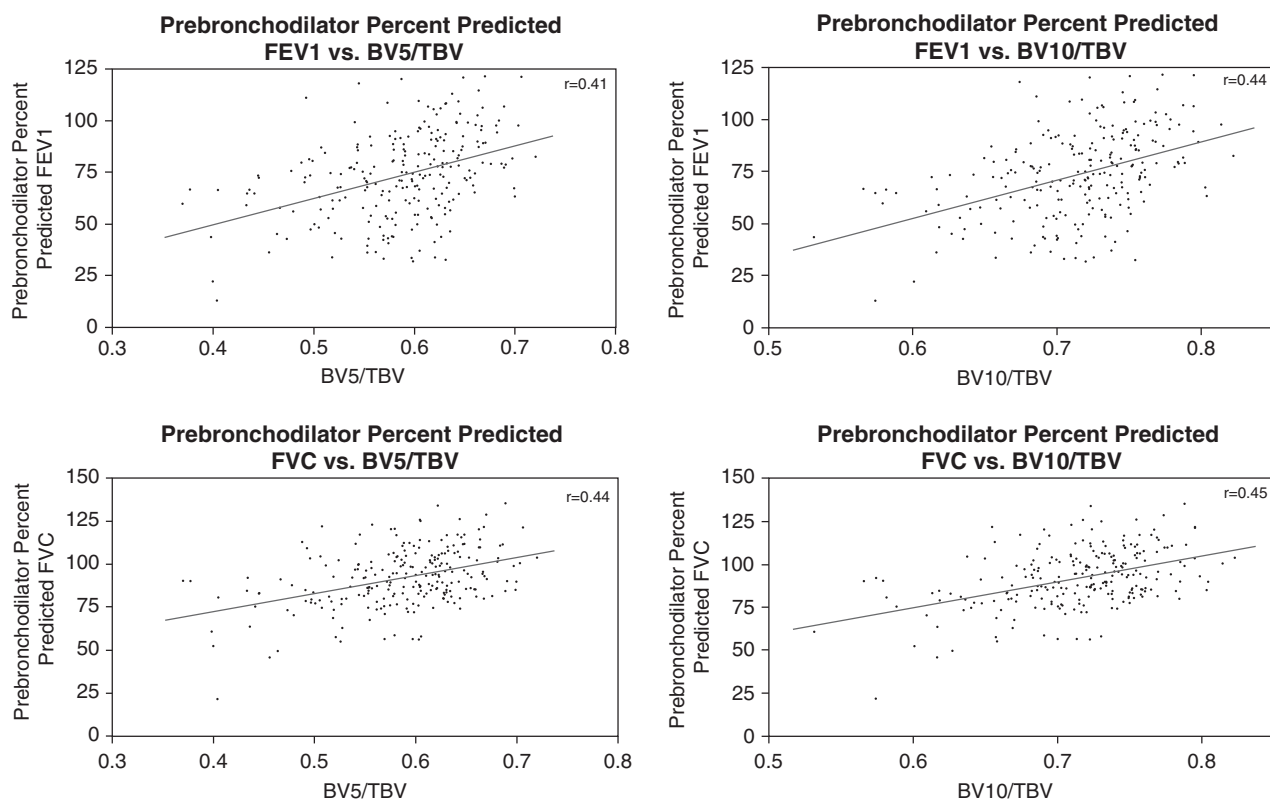 Prebronchodilator Percent Predicted
FEV1 vs. BV5/TBV
Prebronchodilator Percent
Predicted FEV1
125
100
75
50
25
0
r=0.41
0.3
0.4
0.5
0.6
0.7
0.8
BV5/TBV
Prebronchodilator Percent Predicted
FEV1 vs. BV10/TBV
Prebronchodilator Percent
Predicted FEV1
125
100
75
50
25
0
r=0.44
0.5
0.6
0.7
0.8
BV10/TBV
Prebronchodilator Percent Predicted
FVC vs. BV5/TBV
Prebronchodilator Percent
Predicted FVC
150
125
100
75
50
25
0
r=0.44
0.3
0.4
0.5
0.6
0.7
0.8
BV5/TBV
Prebronchodilator Percent Predicted
FVC vs. BV10/TBV
Prebronchodilator Percent
Predicted FVC
150
125
100
75
50
25
0
r=0.45
0.5
0.6
0.7
0.8
BV10/TBV